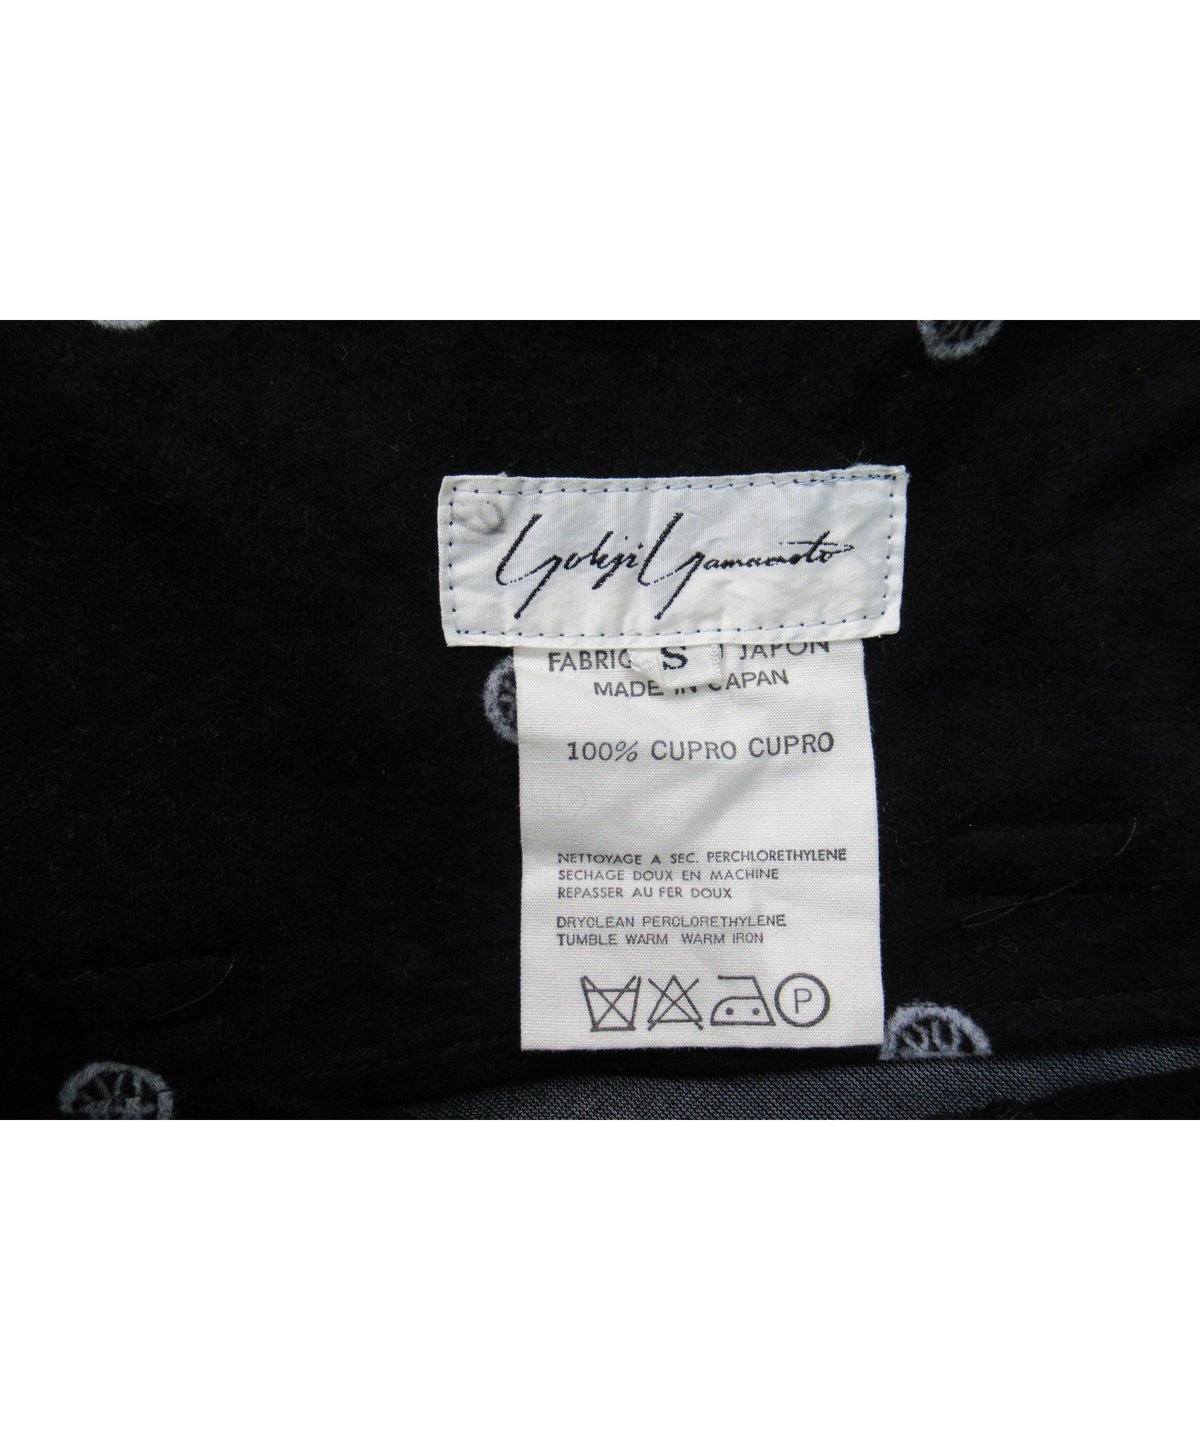 Yohji Yamamoto
S
JAPON
MADE IN JAPAN
100% CUPRO CUPRO
NETTOYAGE A SEC. PERCHLORETHYLENE
SECHAGE DOUX EN MACHINE
REPASSER AU FER DOUX
DRYCLEAN PERCLORETHYLENE
TUMBLE WARM WARM IRON
P